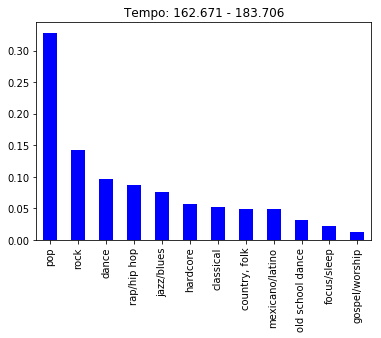 Tempo: 162.671 - 183.706
0.30
0.25
0.20
0.15
0.10
0.05
0.00
pop
rock
dance
rap/hip hop
jazz/blues
hardcore
classical
country, folk
mexicano/latino
old school dance
focus/sleep
gospel/worship